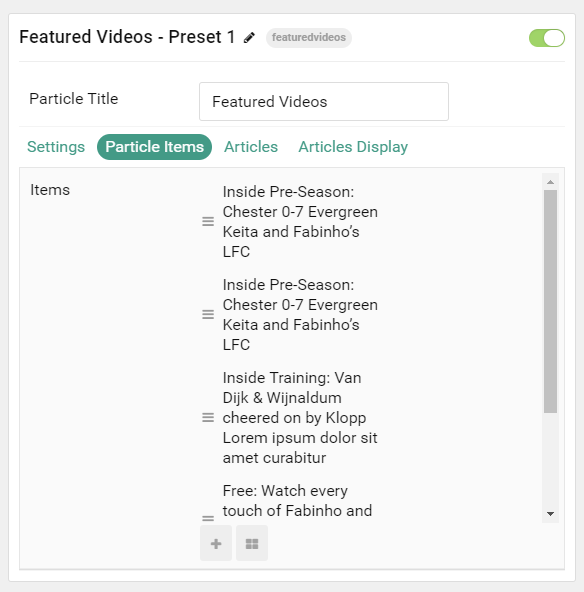 Featured Videos - Preset 1 featuredvideos
Particle Title Featured Videos
Settings Particle Items Articles Articles Display
Items
Inside Pre-Season:
Chester 0-7 Evergreen
Keita and Fabinho’s
LFC
Inside Pre-Season:
Chester 0-7 Evergreen
Keita and Fabinho’s
LFC
Inside Training: Van
Dijk & Wijnaldum
cheered on by Klopp
Lorem ipsum dolor sit
amet curabitur
Free: Watch every
touch of Fabinho and